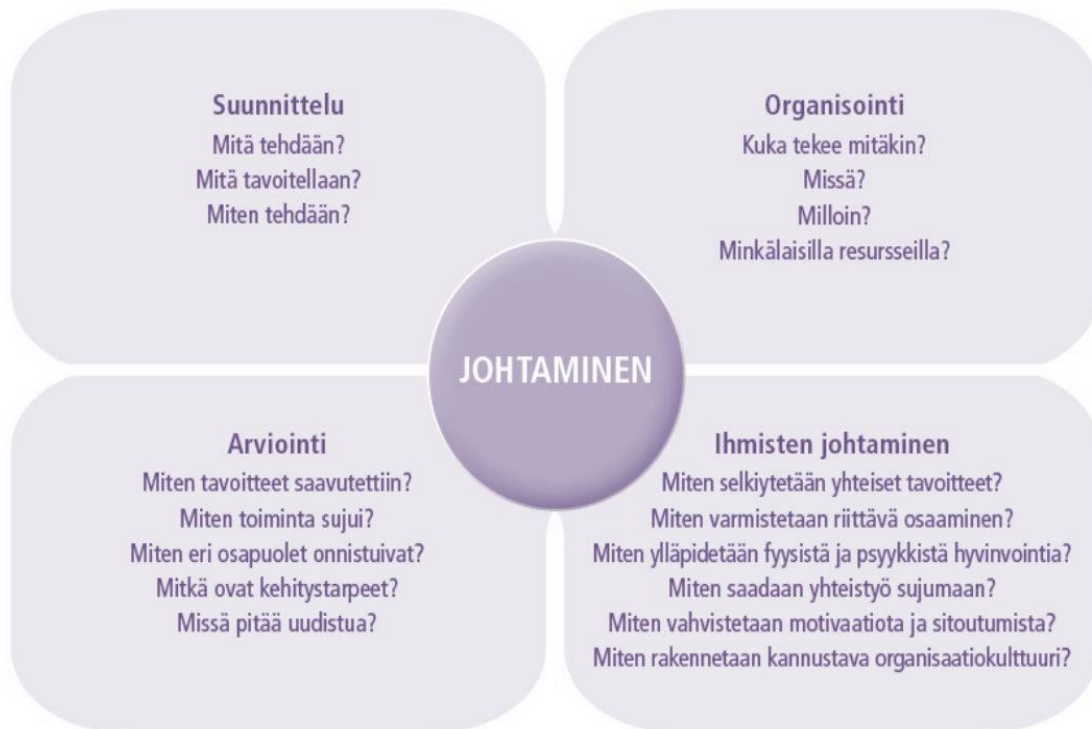 Suunnittelu
Mitä tehdään?
Mitä tavoitellaan?
Miten tehdään?
Organisointi
Kuka tekee mitäkin?
Missä?
Milloin?
Minkälaisilla resursseilla?
JOHTAMINEN
Arviointi
Miten tavoitteet saavutettiin?
Miten toiminta sujui?
Miten eri osapuolet onnistuivat?
Mitkä ovat kehitystarpeet?
Missä pitää uudistua?
Ihmisten johtaminen
Miten selkiytetään yhteiset tavoitteet?
Miten varmistetaan riittävä osaaminen?
Miten ylläpidetään fyysistä ja psyykkistä hyvinvointia?
Miten saadaan yhteistyö sujumaan?
Miten vahvistetaan motivaatiota ja sitoutumista?
Miten rakennetaan kannustava organisaatiokulttuuri?